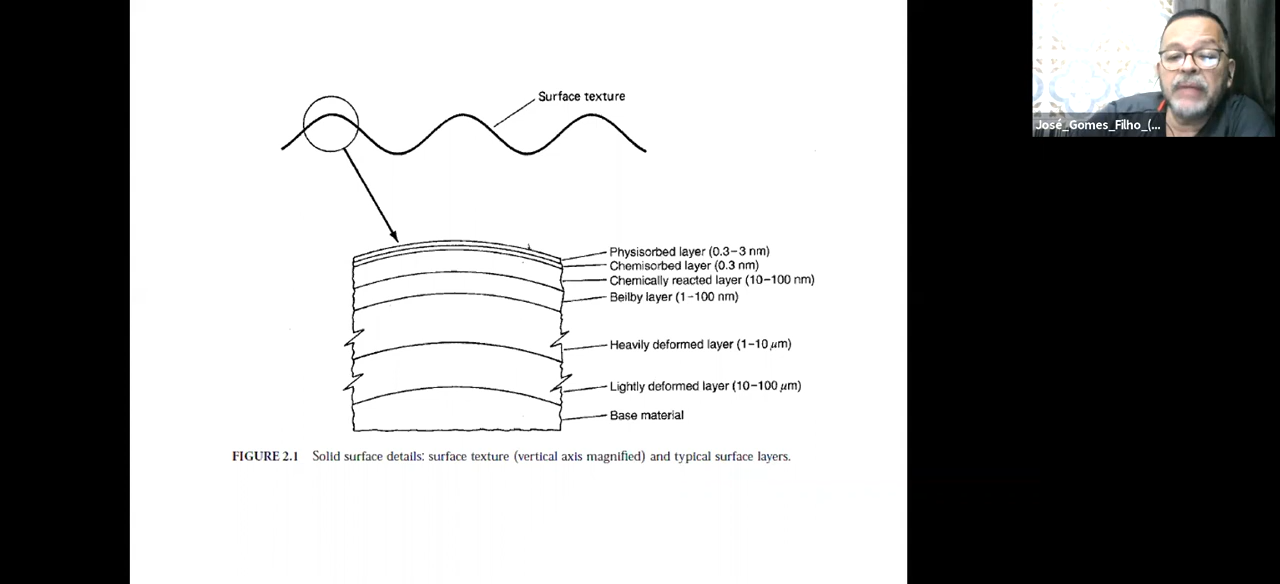 Surface texture
José_Gomes_Filho_(...
Physisorbed layer (0.3–3 nm)
Chemisorbed layer (0.3 nm)
Chemically reacted layer (10–100 nm)
Beilby layer (1–100 nm)
Heavily deformed layer (1–10 μm)
Lightly deformed layer (10–100 μm)
Base material
FIGURE 2.1 Solid surface details: surface texture (vertical axis magnified) and typical surface layers.